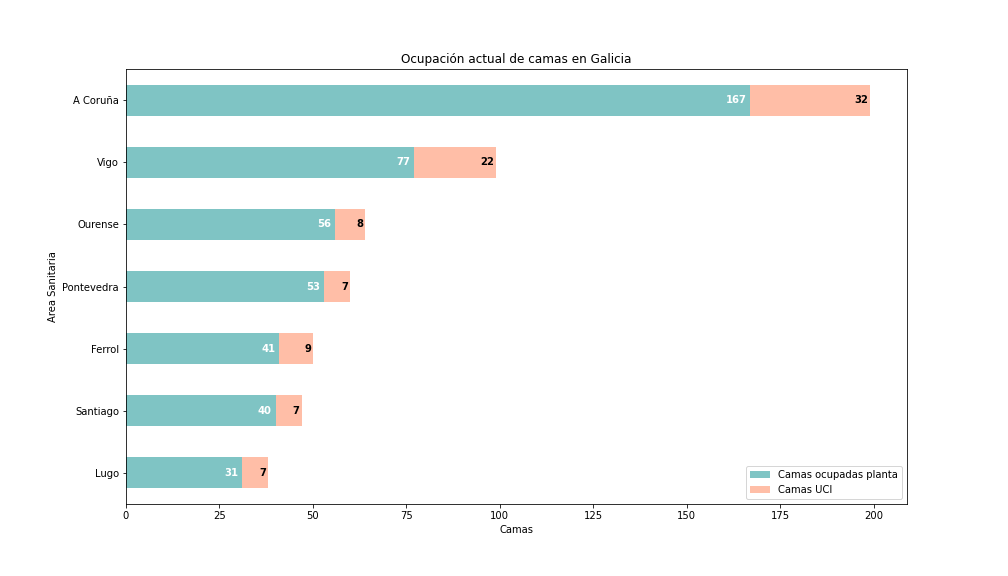 Ocupación actual de camas en Galicia
Area Sanitaria
A Coruña 167 32
Vigo 77 22
Ourense 56 8
Pontevedra 53 7
Ferrol 41 9
Santiago 40 7
Lugo 31 7
Camas ocupadas planta
Camas UCI
0 25 50 75 100 125 150 175 200
Camas